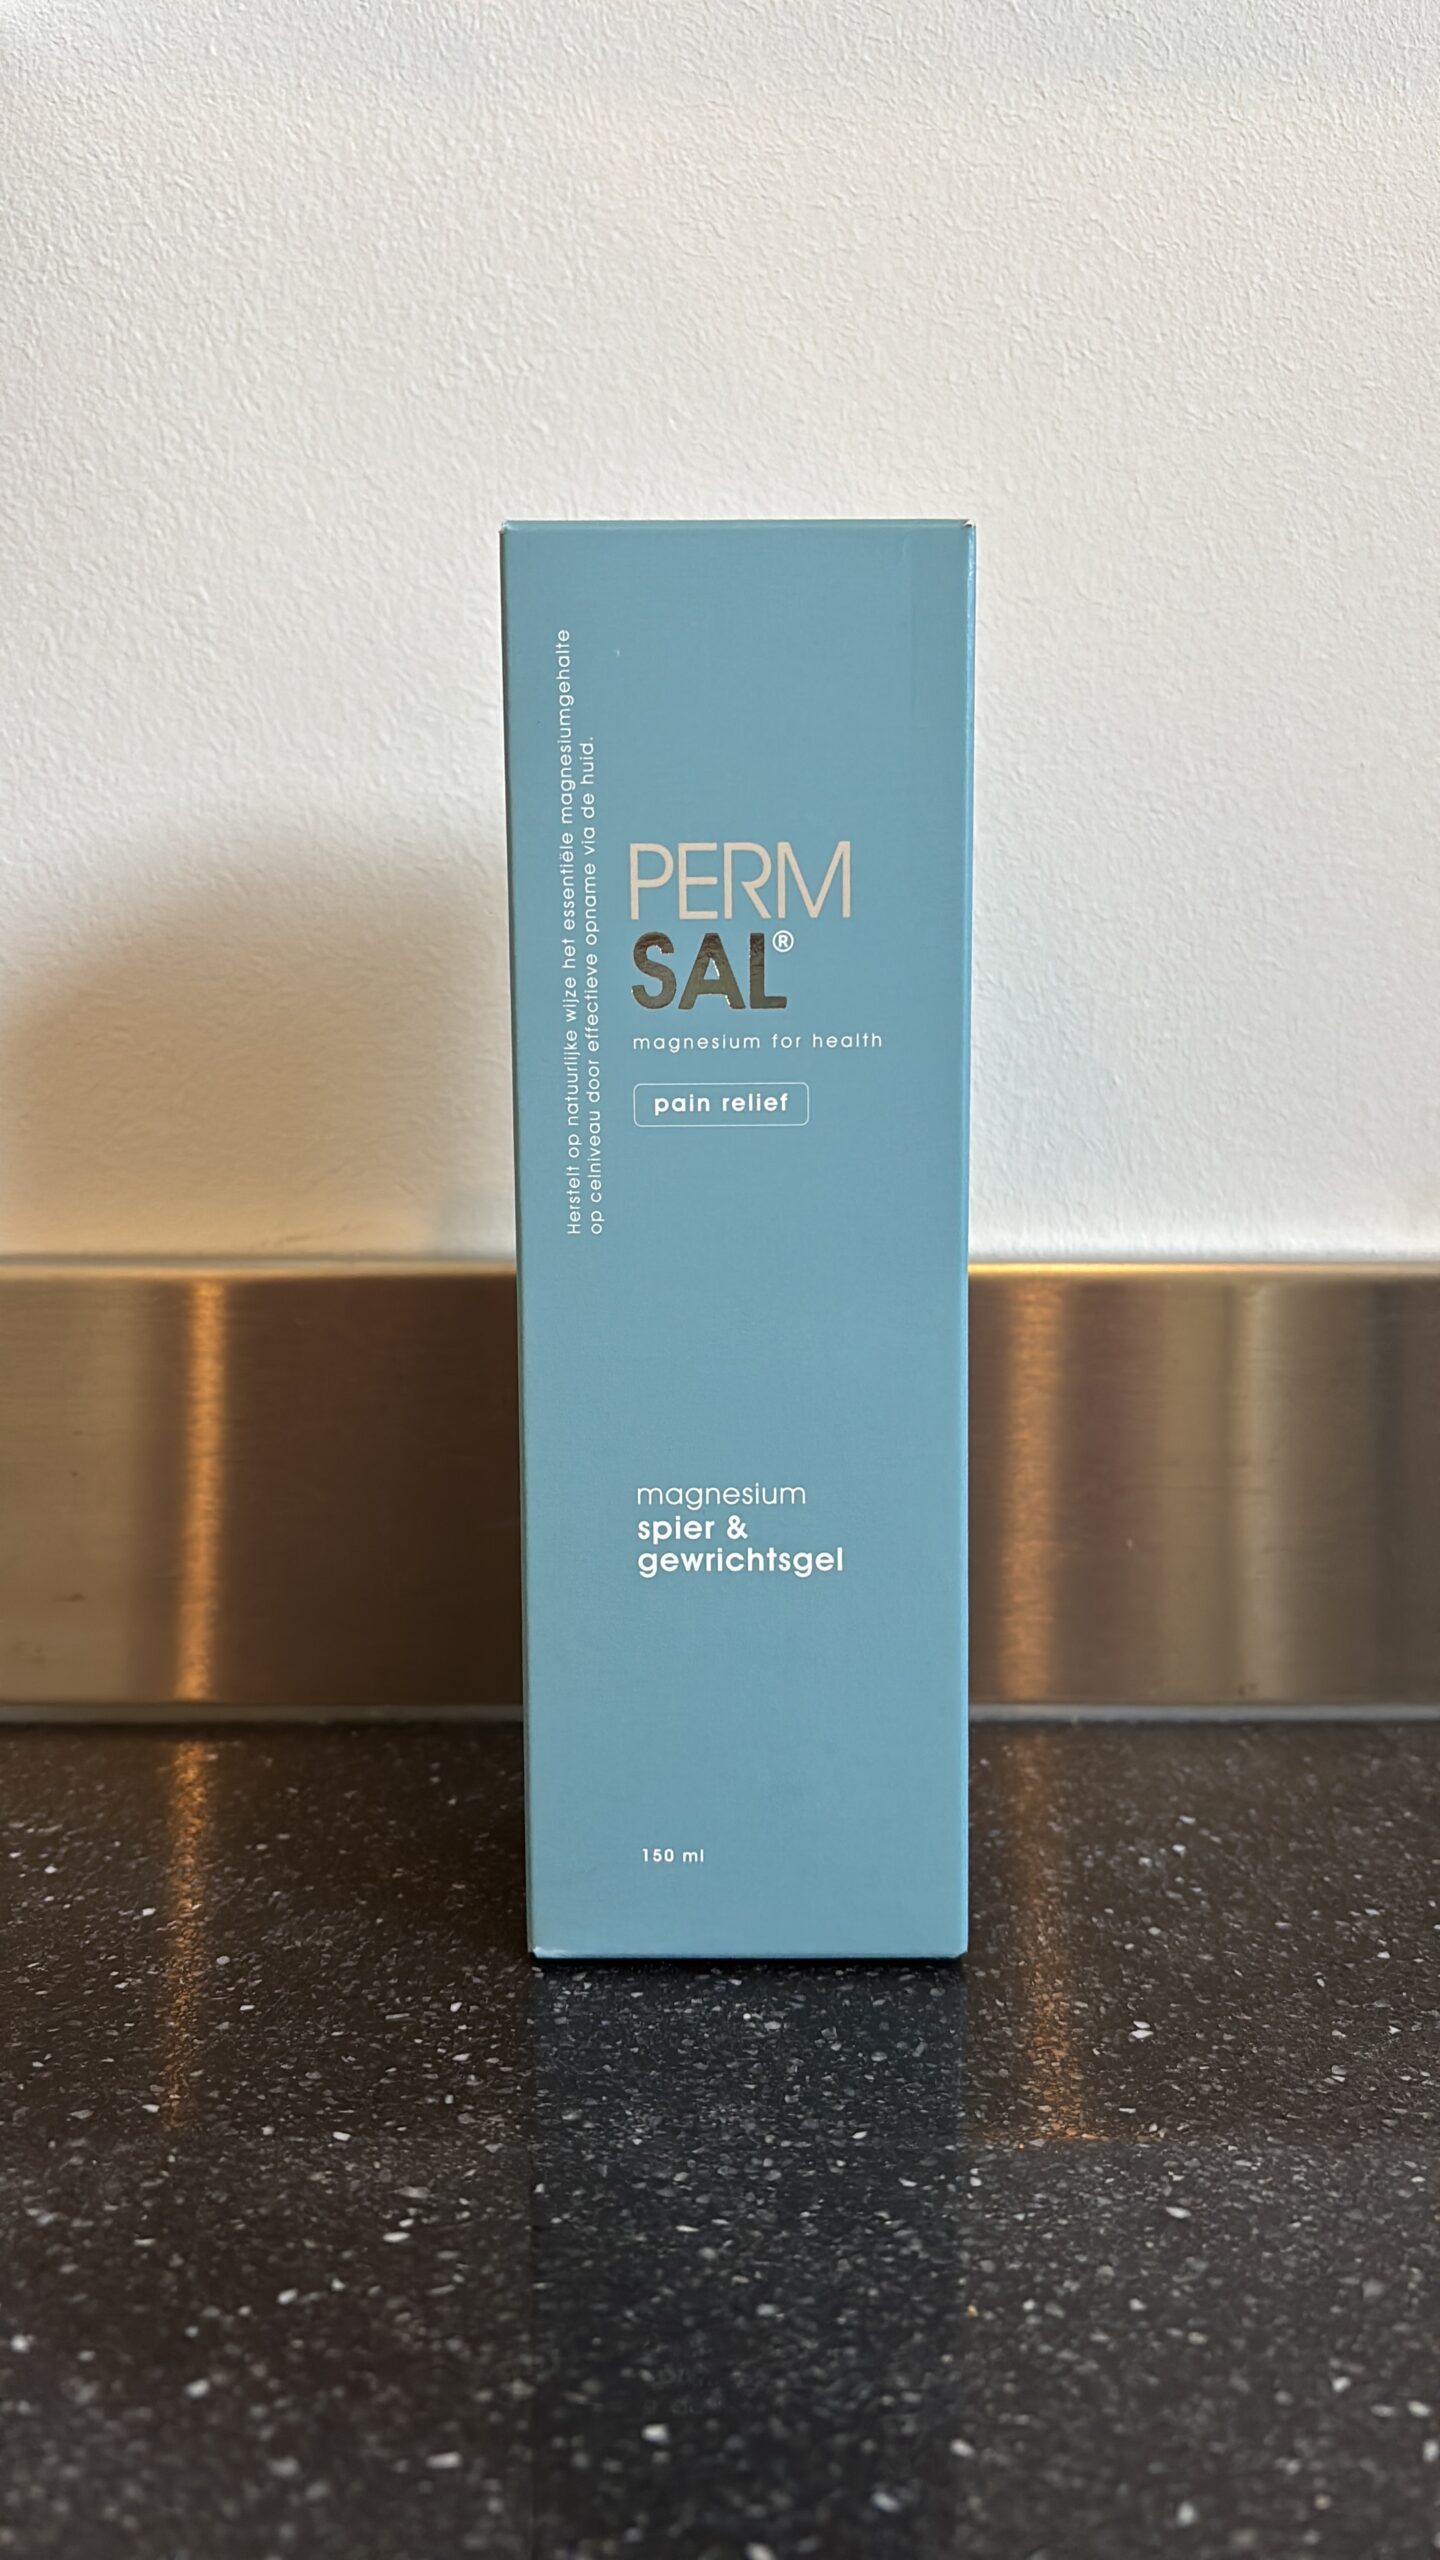 Herstelt op natuurlijke wijze het essentiële magnesiumgehalte
op celniveau door effectieve opname via de huid.
PERM
SAL®
magnesium for health
pain relief
magnesium
spier &
gewrichtsgel
150 ml